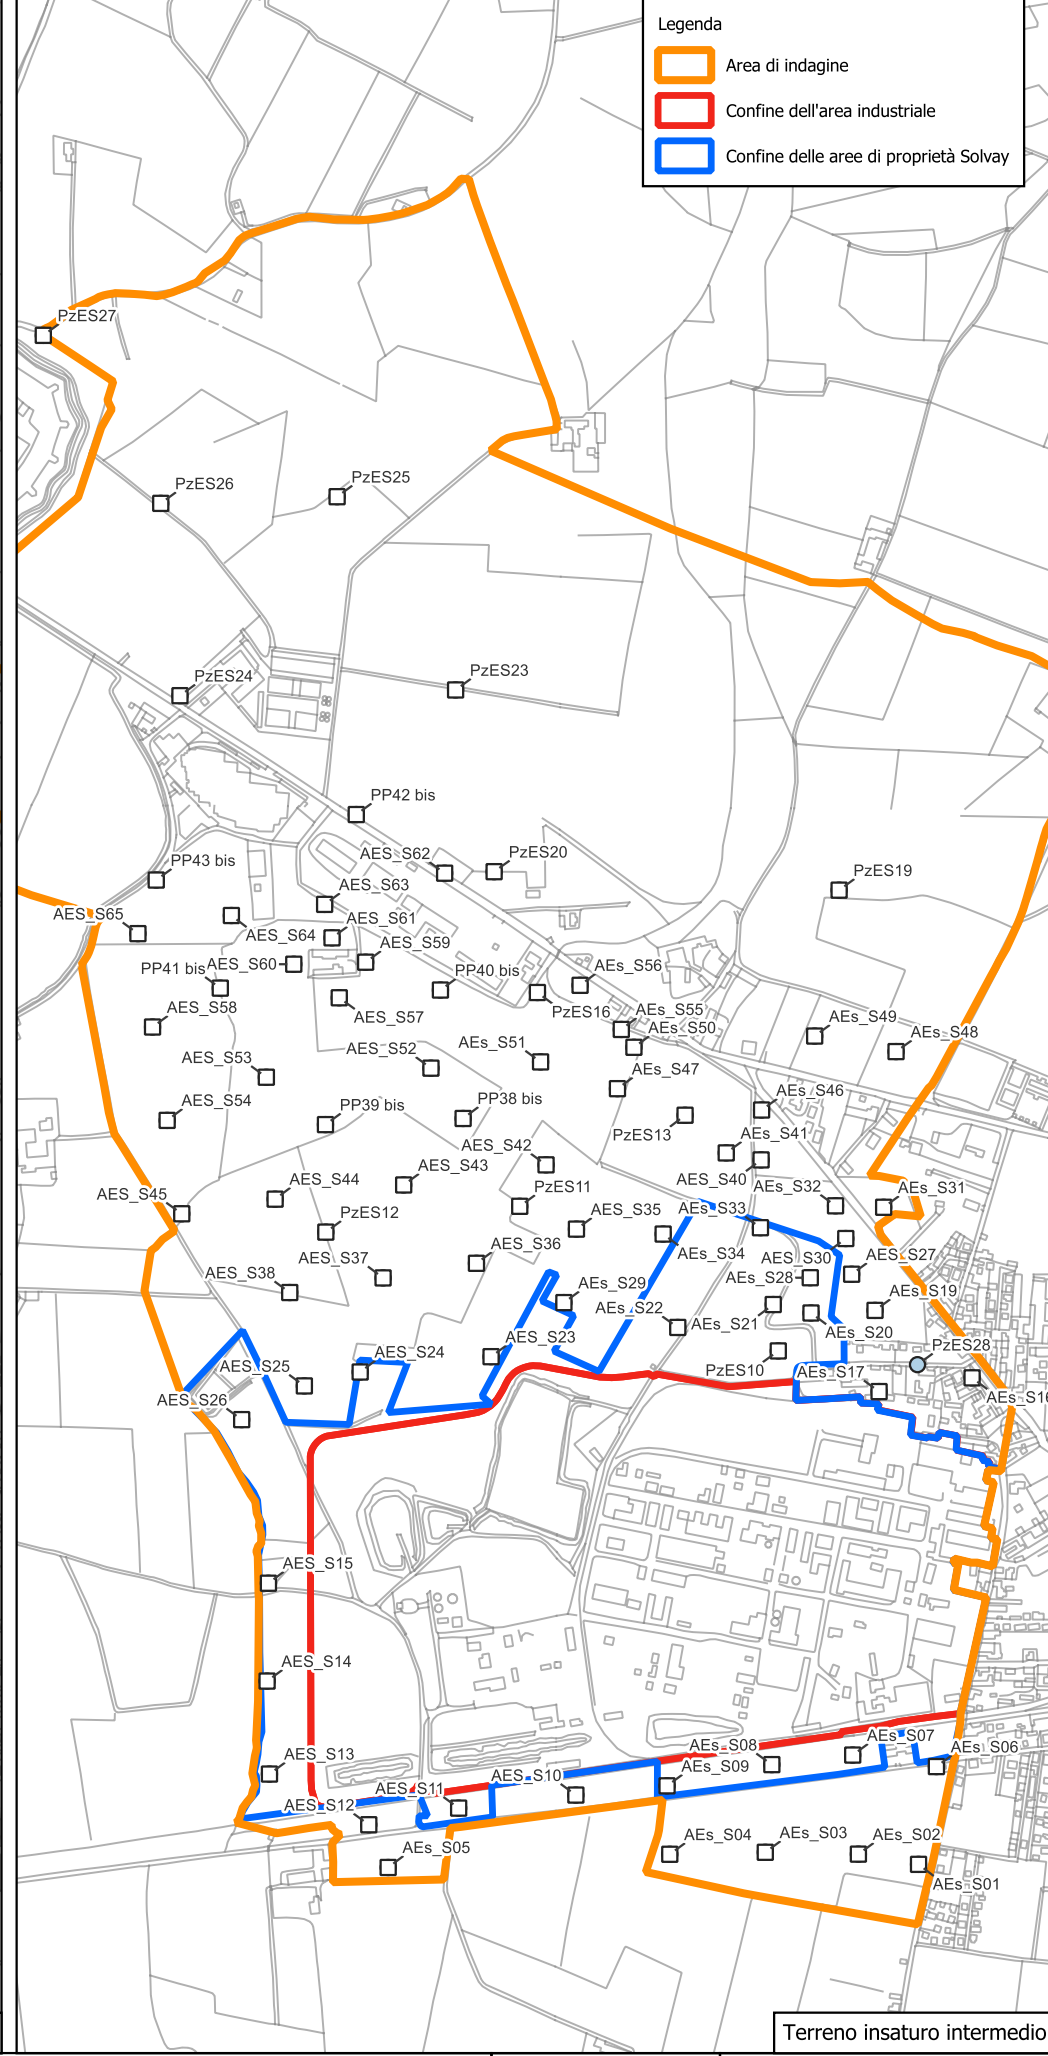 Legenda
Area di indagine
Confine dell'area industriale
Confine delle aree di proprietà Solvay
PzES27
PzES26
PzES25
PzES24
PzES23
PP42 bis
AES_S62
PzES20
PP43 bis
PzES19
AES_S63
AES_S65
AES_S61
AES_S64
AES_S59
AES_S60
PP41 bis
PP40 bis
AEs_S56
PzES16
AES_S58
AES_S57
AEs_S55
AEs_S50
AEs_S49
AEs_S48
AES_S52
AEs_S51
AES_S53
AEs_S47
AEs_S46
AES_S54
PP39 bis
PP38 bis
PzES13
AEs_S41
AES_S42
AES_S43
AES_S44
AEs_S40
AEs_S32
AEs_S31
AES_S45
PzES11
PzES12
AES_S35
AEs_S33
AES_S36
AEs_S34
AEs_S30
AEs_S27
AES_S37
AES_S38
AEs_S28
AEs_S29
AEs_S19
AEs_S22
AEs_S21
AEs_S20
AES_S23
PzES28
AES_S24
AES_S25
PzES10
AEs_S17
AES_S26
AEs_S16
AES_S15
AES_S14
AES_S13
AEs_S08
AEs_S07
AEs_S06
AEs_S09
AES_S10
AES_S11
AES_S12
AEs_S05
AEs_S04
AEs_S03
AEs_S02
AEs_S01
Terreno insaturo intermedio